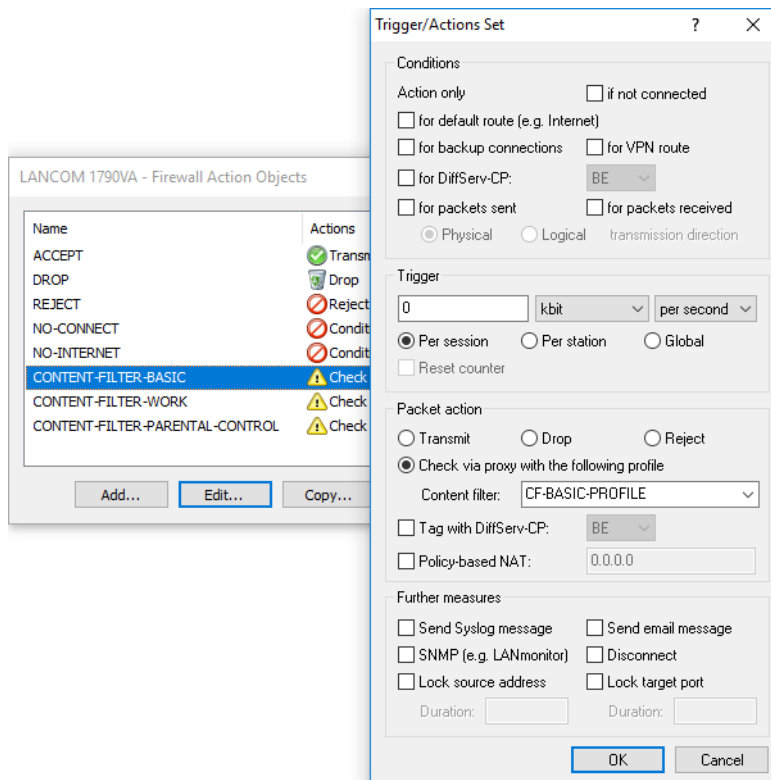 LANCOM 1790VA - Firewall Action Objects
Name Actions
ACCEPT Transm
DROP Drop
REJECT Reject
NO-CONNECT Condit
NO-INTERNET Condit
CONTENT-FILTER-BASIC Check
CONTENT-FILTER-WORK Check
CONTENT-FILTER-PARENTAL-CONTROL Check
Add... Edit... Copy...
Trigger/Actions Set ?
Conditions
Action only if not connected
for default route (e.g. Internet)
for backup connections for VPN route
for DiffServ-CP: BE
for packets sent for packets received
Physical Logical transmission direction
Trigger
0 kbit per second
Per session Per station Global
Reset counter
Packet action
Transmit Drop Reject
Check via proxy with the following profile
Content filter: CF-BASIC-PROFILE
Tag with DiffServ-CP: BE
Policy-based NAT: 0.0.0.0
Further measures
Send Syslog message Send email message
SNMP (e.g. LANmonitor) Disconnect
Lock source address Lock target port
Duration: Duration:
OK Cancel